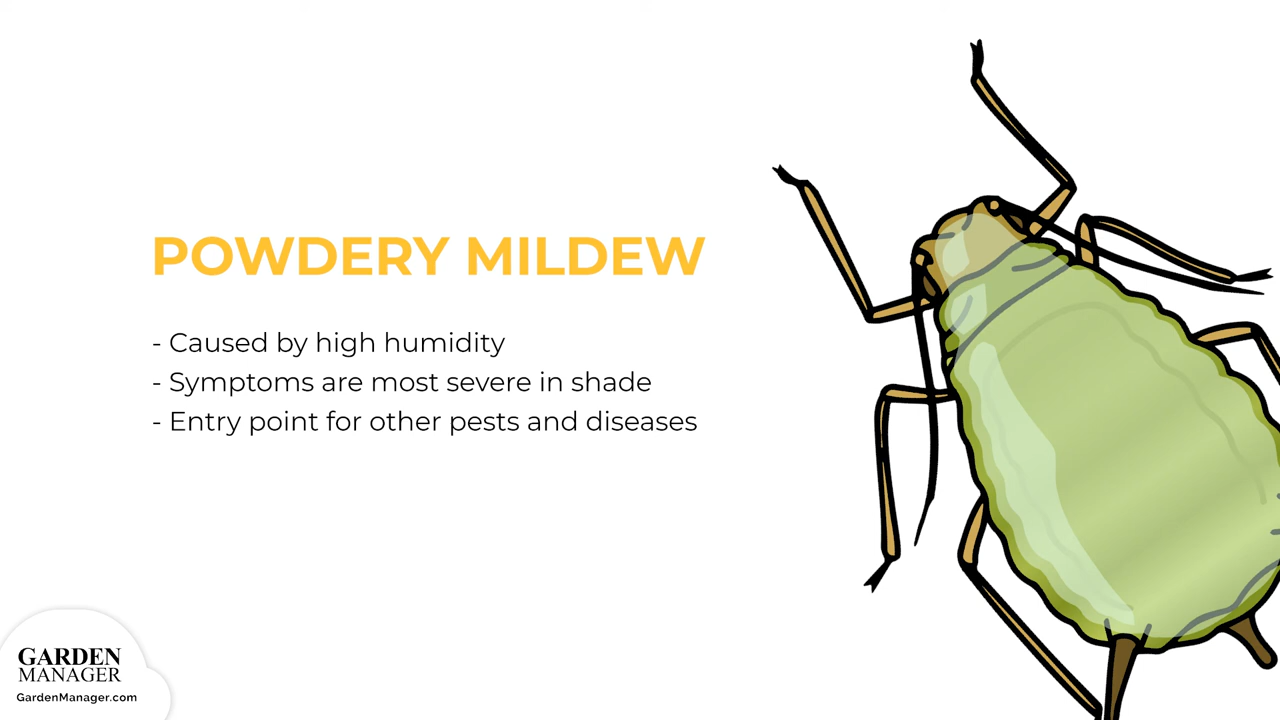 POWDERY MILDEW
- Caused by high humidity
- Symptoms are most severe in shade
- Entry point for other pests and diseases
GARDEN
MANAGER
GardenManager.com